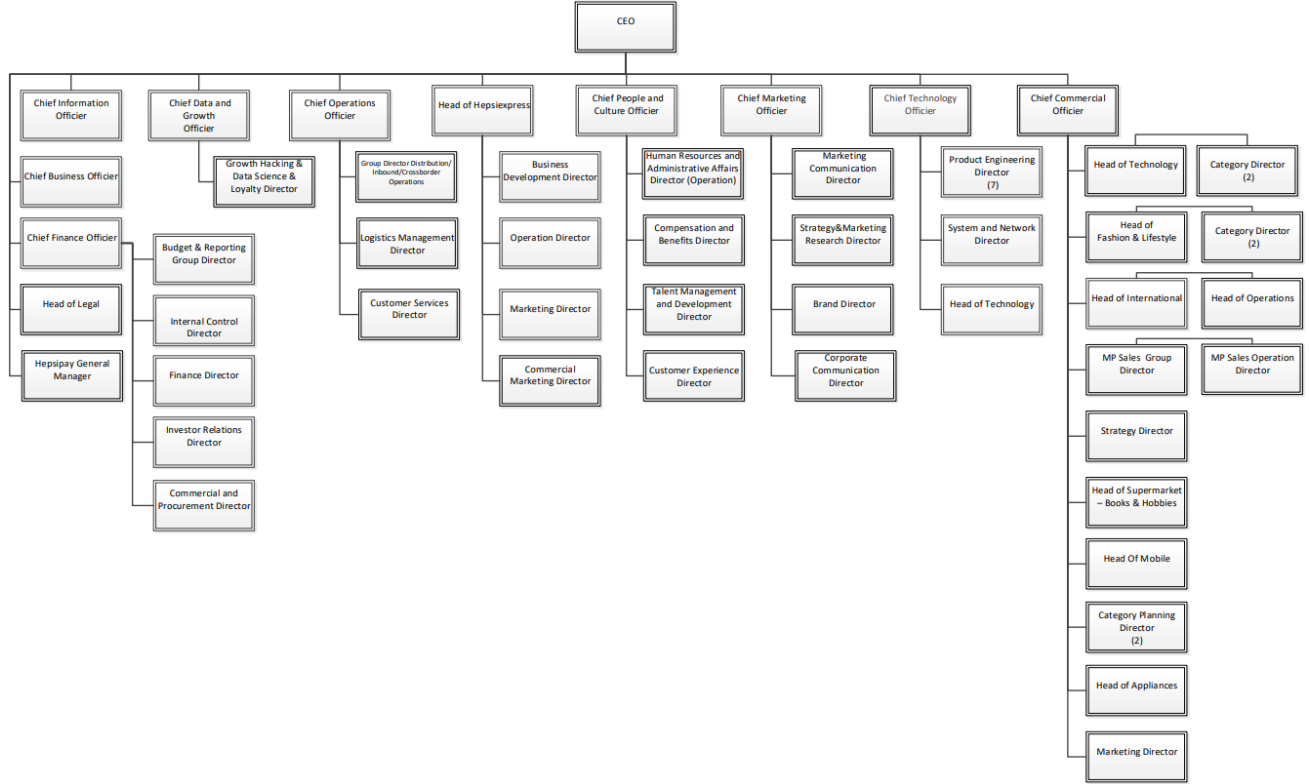 CEO
Chief Information
Officier
Chief Data and
Growth
Officier
Chief Operations
Officier
Head of Hepsiexpress
Chief People and
Culture Officier
Chief Marketing
Officier
Chief Technology
Officier
Chief Commercial
Officier
Chief Business Officier
Chief Finance Officier
Head of Legal
Hepsipay General
Manager
Budget & Reporting
Group Director
Internal Control
Director
Finance Director
Investor Relations
Director
Commercial and
Procurement Director
Growth Hacking &
Data Science &
Loyalty Director
Group Director Distribution/
Inbound/Crossborder
Operations
Logistics Management
Director
Customer Services
Director
Business
Development Director
Operation Director
Marketing Director
Commercial
Marketing Director
Human Resources and
Administrative Affairs
Director (Operation)
Compensation and
Benefits Director
Talent Management
and Development
Director
Customer Experience
Director
Marketing
Communication
Director
Strategy&Marketing
Research Director
Brand Director
Corporate
Communication
Director
Product Engineering
Director
(7)
System and Network
Director
Head of Technology
Head of Technology
Category Director
(2)
Head of
Fashion & Lifestyle
Category Director
(2)
Head of International
Head of Operations
MP Sales Group
Director
MP Sales Operation
Director
Strategy Director
Head of Supermarket
– Books & Hobbies
Head Of Mobile
Category Planning
Director
(2)
Head of Appliances
Marketing Director